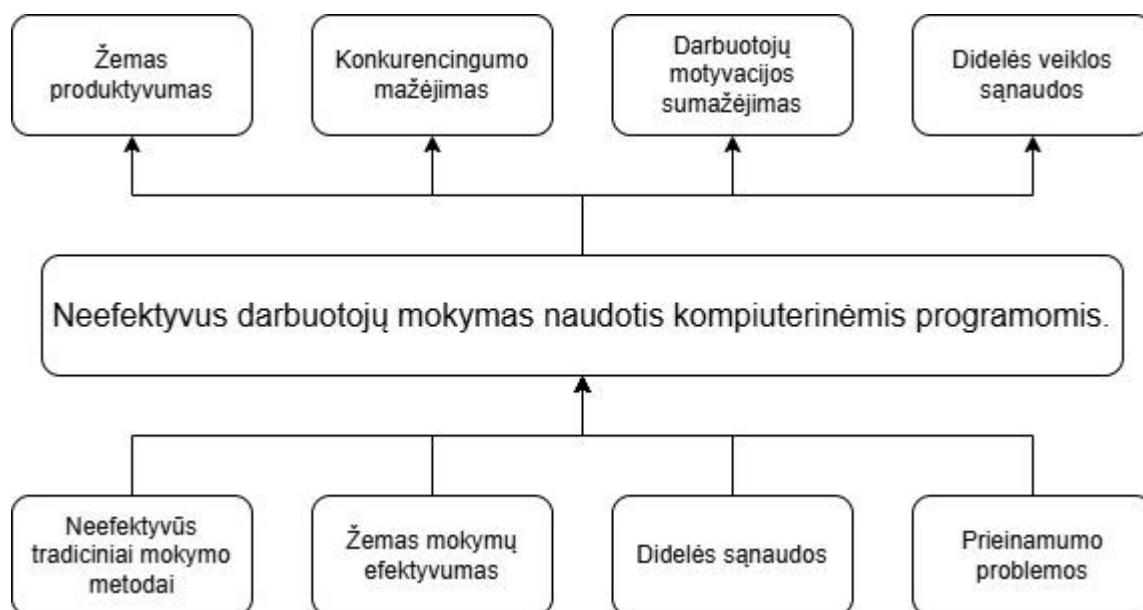 Žemas
produktyvumas
Konkurencingumo
mažėjimas
Darbuotojų
motyvacijos
sumažėjimas
Didelės veiklos
sąnaudos
Neefektyvus darbuotojų mokymas naudotis kompiuterinėmis programomis.
Neefektyvūs
tradiciniai mokymo
metodai
Žemas mokymų
efektyvumas
Didelės sąnaudos
Prieinamumo
problemos